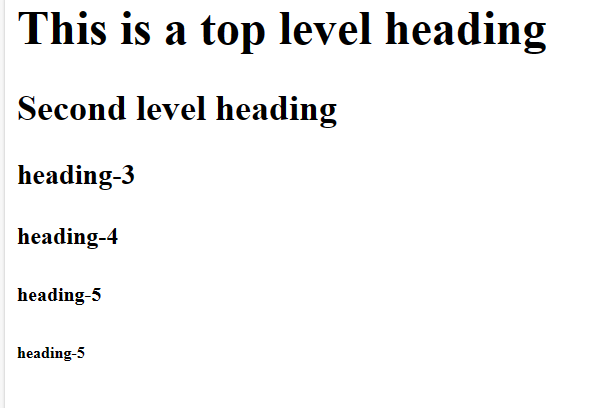 This is a top level heading
Second level heading
heading-3
heading-4
heading-5
heading-5